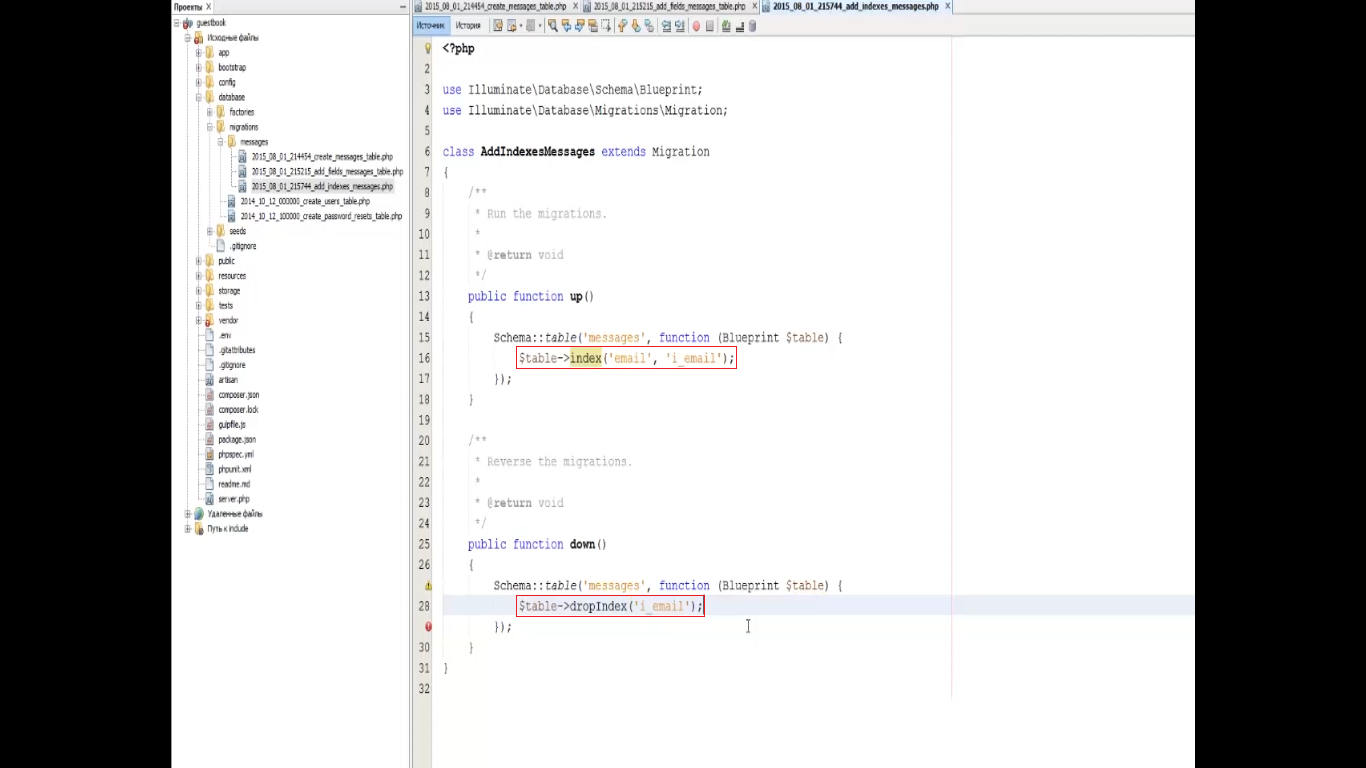 Проекты X
guestbook
Исходные файлы
app
bootstrap
config
database
factories
migrations
messages
2015_08_01_214454_create_messages_table.php
2015_08_01_215215_add_fields_messages_table.php
2015_08_01_215744_add_indexes_messages.php
2014_10_12_000000_create_users_table.php
2014_10_12_100000_create_password_resets_table.php
seeds
.gitignore
public
resources
storage
tests
vendor
.env
.gitattributes
.gitignore
artisan
composer.json
composer.lock
gulpfile.js
package.json
phpspec.yml
phpunit.xml
readme.md
server.php
Удаленные файлы
Путь к include
2015_08_01_214454_create_messages_table.php X 2015_08_01_215215_add_fields_messages_table.php X 2015_08_01_215744_add_indexes_messages.php X
Источник История
<?php
2
3 use Illuminate\Database\Schema\Blueprint;
4 use Illuminate\Database\Migrations\Migration;
5
6 class AddIndexesMessages extends Migration
7 {
8 /**
9 * Run the migrations.
10 *
11 * @return void
12 */
13 public function up()
14 {
15 Schema::table('messages', function (Blueprint $table) {
16 $table->index('email', 'i_email');
17 });
18 }
19
20 /**
21 * Reverse the migrations.
22 *
23 * @return void
24 */
25 public function down()
26 {
Schema::table('messages', function (Blueprint $table) {
28 $table->dropIndex('i_email');
});
30 }
31 }
32